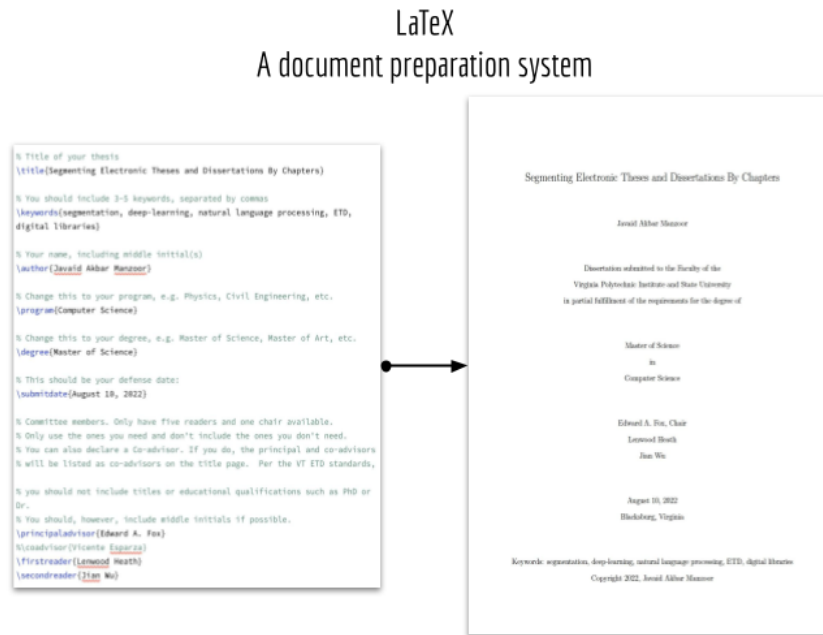 LaTeX
A document preparation system
% Title of your thesis
\title{Segmenting Electronic Theses and Dissertations By Chapters}
% You should include 3-5 keywords, separated by commas
\keywords{segmentation, deep-learning, natural language processing, ETD,
digital libraries}
% Your name, including middle initial(s)
\author{Javaid Akbar Manzoor}
% Change this to your program, e.g. Physics, Civil Engineering, etc.
\program{Computer Science}
% Change this to your degree, e.g. Master of Science, Master of Art, etc.
\degree{Master of Science}
% This should be your defense date:
\submitdate{August 10, 2022}
% Committee members. Only have five readers and one chair available.
% Only use the ones you need and don't include the ones you don't need.
% You can also declare a Co-advisor. If you do, the principal and co-advisors
% will be listed as co-advisors on the title page. Per the VT ETD standards,
% you should not include titles or educational qualifications such as PhD or
Dr.
% You should, however, include middle initials if possible.
\principaladvisor{Edward A. Fox}
%\coadvisor{Vicente Esparza}
\firstreader{Lenwood Heath}
\secondreader{Jian Wu}
Segmenting Electronic Theses and Dissertations By Chapters
Javaid Akbar Manzoor
Dissertation submitted to the Faculty of the
Virginia Polytechnic Institute and State University
in partial fulfillment of the requirements for the degree of
Master of Science
in
Computer Science
Edward A. Fox, Chair
Lenwood Heath
Jian Wu
August 10, 2022
Blacksburg, Virginia
Keywords: segmentation, deep-learning, natural language processing, ETD, digital libraries
Copyright 2022, Javaid Akbar Manzoor